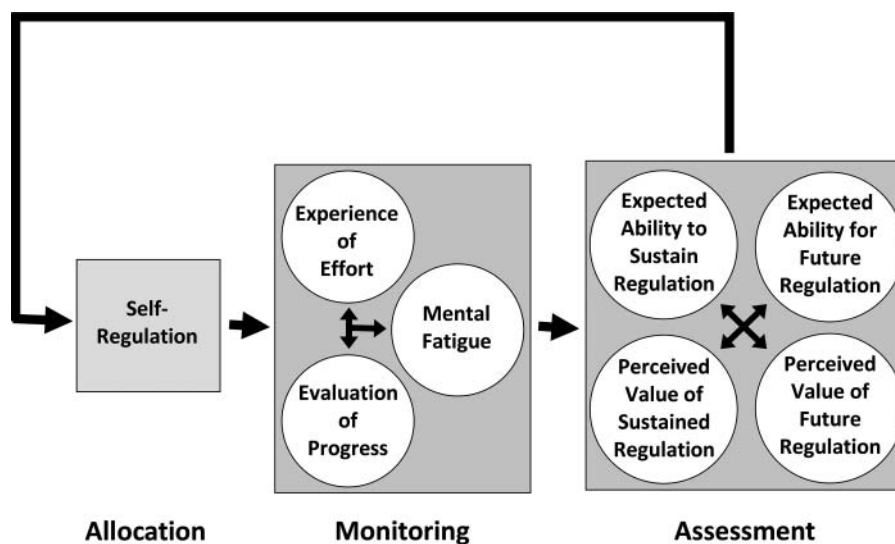 Self-
Regulation
Experience
of
Effort
Mental
Fatigue
Evaluation
of
Progress
Expected
Ability to
Sustain
Regulation
Expected
Ability for
Future
Regulation
Perceived
Value of
Sustained
Regulation
Perceived
Value of
Future
Regulation
Allocation
Monitoring
Assessment